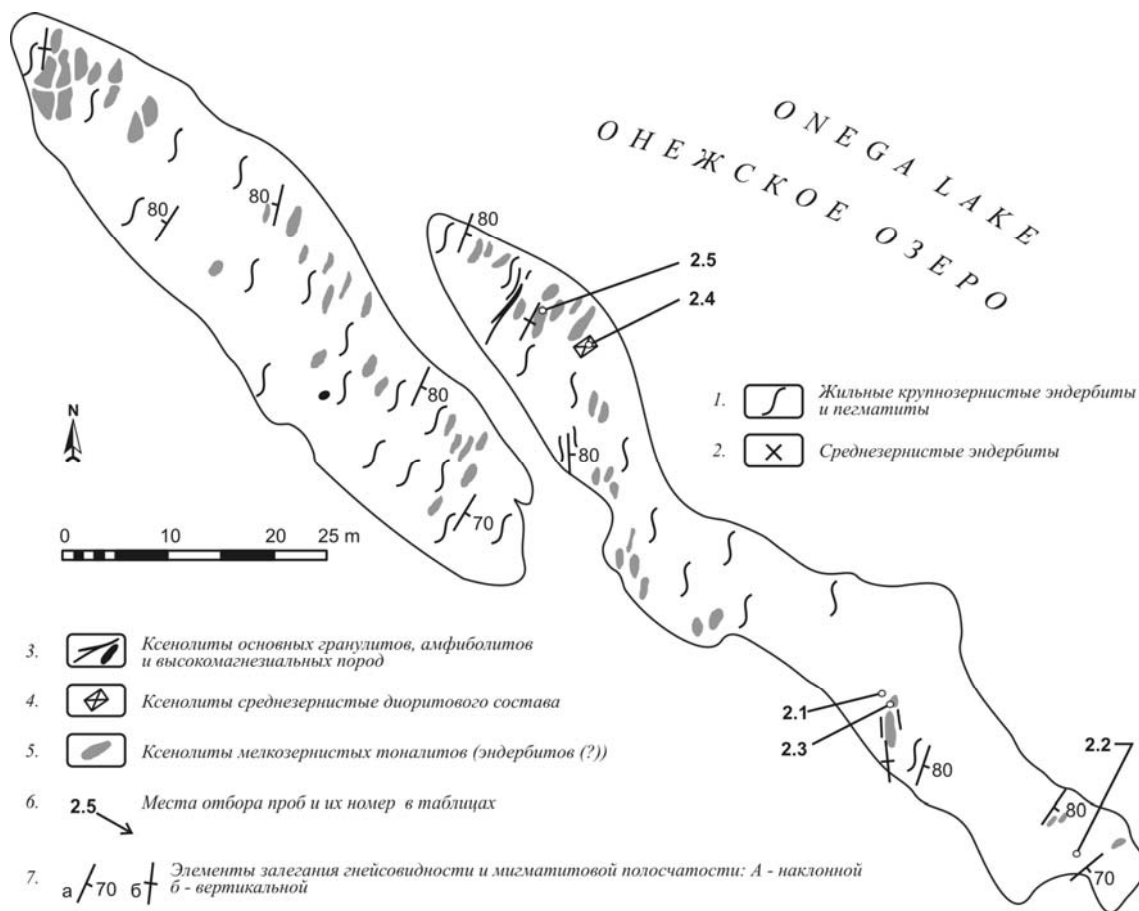 ONEGA LAKE
ОНЕЖСКОЕ ОЗЕРО
80
80
80
80
70
80
80
2.5
2.4
N
0 10 20 25 m
1. Жильные крупнозернистые эндербиты
и пегматиты
2. Среднезернистые эндербиты
2.1
2.3
80
2.2
80
70
3. Ксенолиты основных гранулитов, амфиболитов
и высокомагнезиальных пород
4. Ксенолиты среднезернистые диоритового состава
5. Ксенолиты мелкозернистых тоналитов (эндербитов (?))
6. 2.5 Места отбора проб и их номер в таблицах
7. а 70 б Элементы залегания гнейсовидности и мигматитовой полосчатости: А - наклонной
б - вертикальной